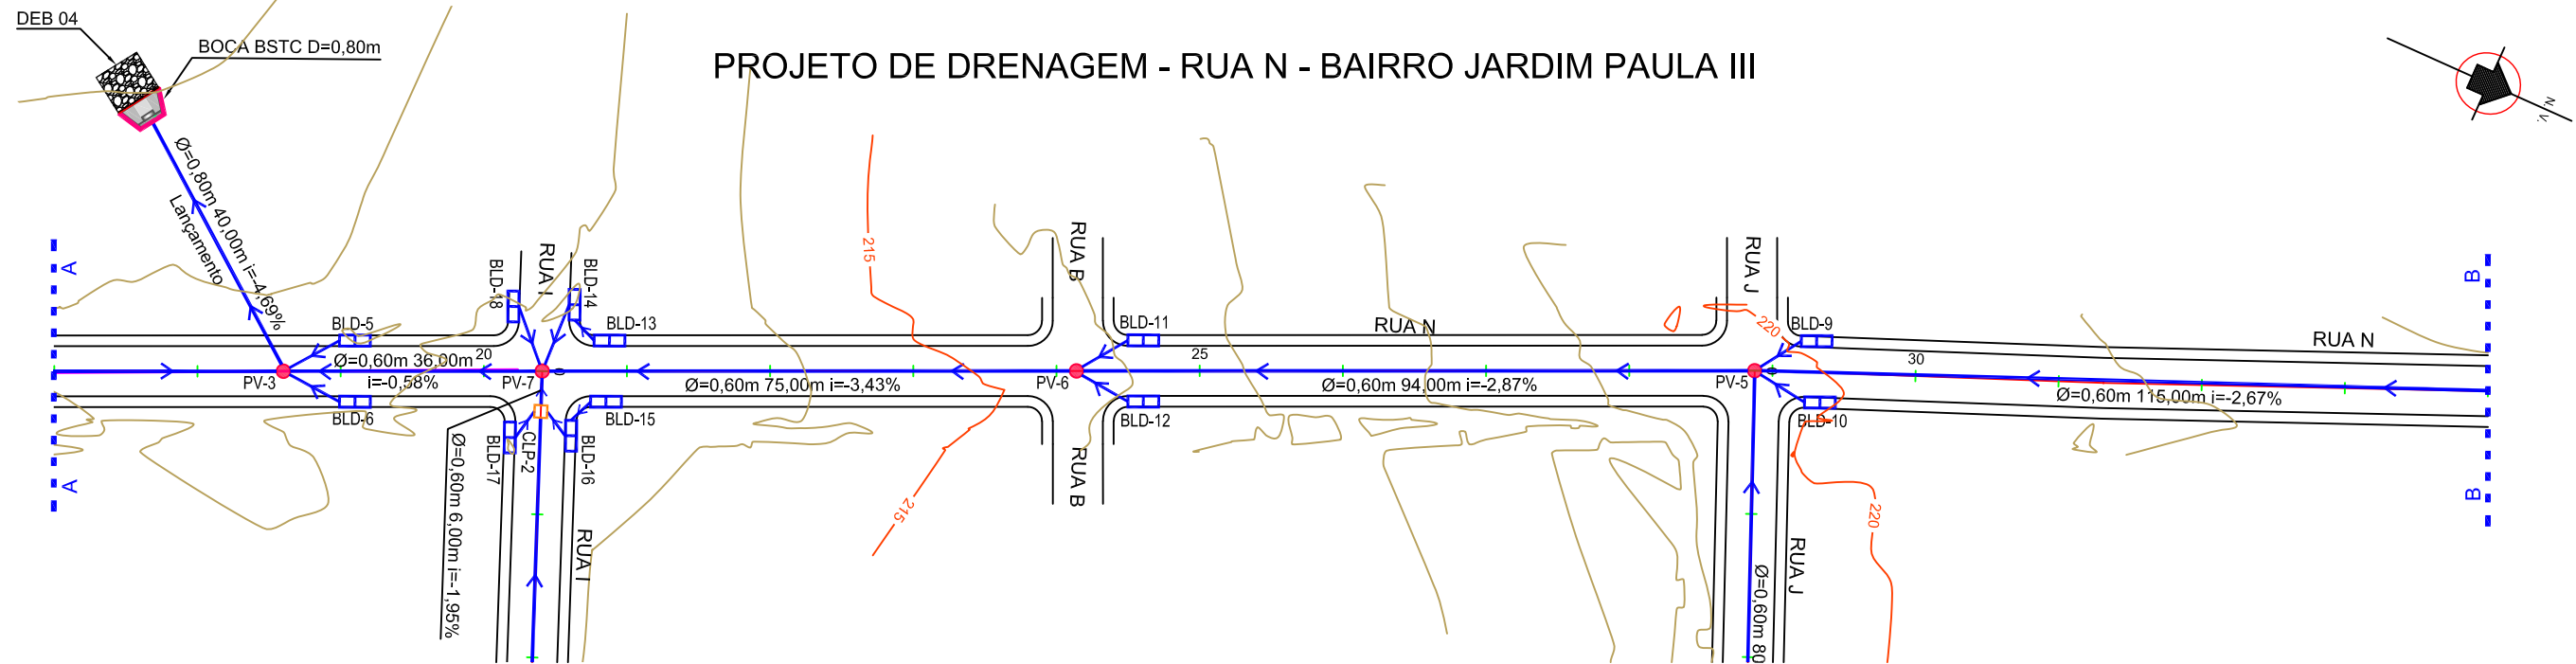 DEB 04
BOCA BSTC D=0,80m
PROJETO DE DRENAGEM - RUA N - BAIRRO JARDIM PAULA III
N.
V.
Ø=0,80m 40,00m i=-4,69%
Lançamento
A
A
B
B
BLD-18
RUA I
BLD-14
215
RUA B
RUA J
220
BLD-5
BLD-13
BLD-11
RUA N
BLD-9
RUA N
Ø=0,60m 36,00m
20
25
30
PV-3
i=-0,58%
PV-7
0
Ø=0,60m 75,00m i=-3,43%
PV-6
Ø=0,60m 94,00m i=-2,87%
PV-5
0
Ø=0,60m 115,00m i=-2,67%
BLD-6
BLD-15
BLD-12
BLD-10
BLD-17
CLP-2
BLD-16
RUA B
215
220
Ø=0,60m 6,00m i=-1,95%
RUA I
Ø=0,60m 80
RUA J